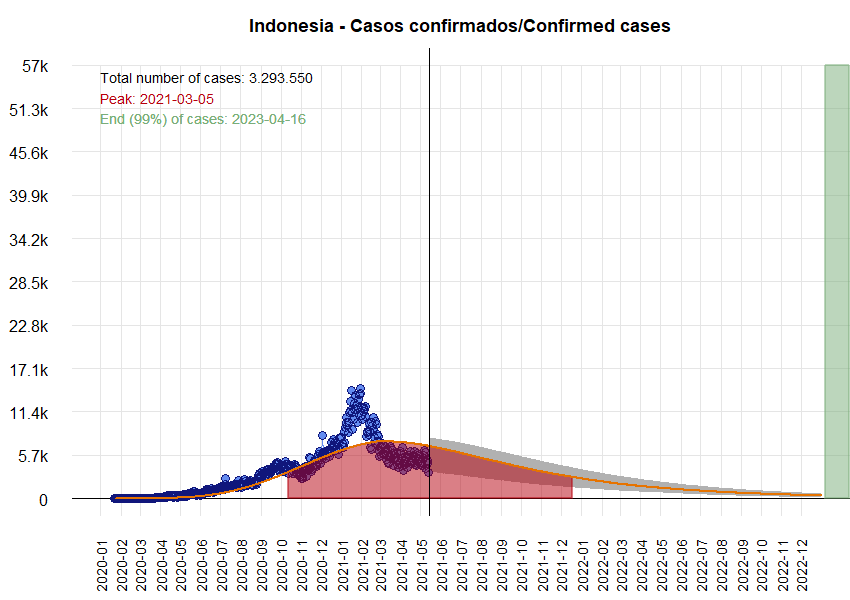 Indonesia - Casos confirmados/Confirmed cases
57k
Total number of cases: 3.293.550
Peak: 2021-03-05
51.3k
End (99%) of cases: 2023-04-16
45.6k
39.9k
34.2k
28.5k
22.8k
17.1k
11.4k
5.7k
0
2020-01
2020-02
2020-03
2020-04
2020-05
2020-06
2020-07
2020-08
2020-09
2020-10
2020-11
2020-12
2021-01
2021-02
2021-03
2021-04
2021-05
2021-06
2021-07
2021-08
2021-09
2021-10
2021-11
2021-12
2022-01
2022-02
2022-03
2022-04
2022-05
2022-06
2022-07
2022-08
2022-09
2022-10
2022-11
2022-12